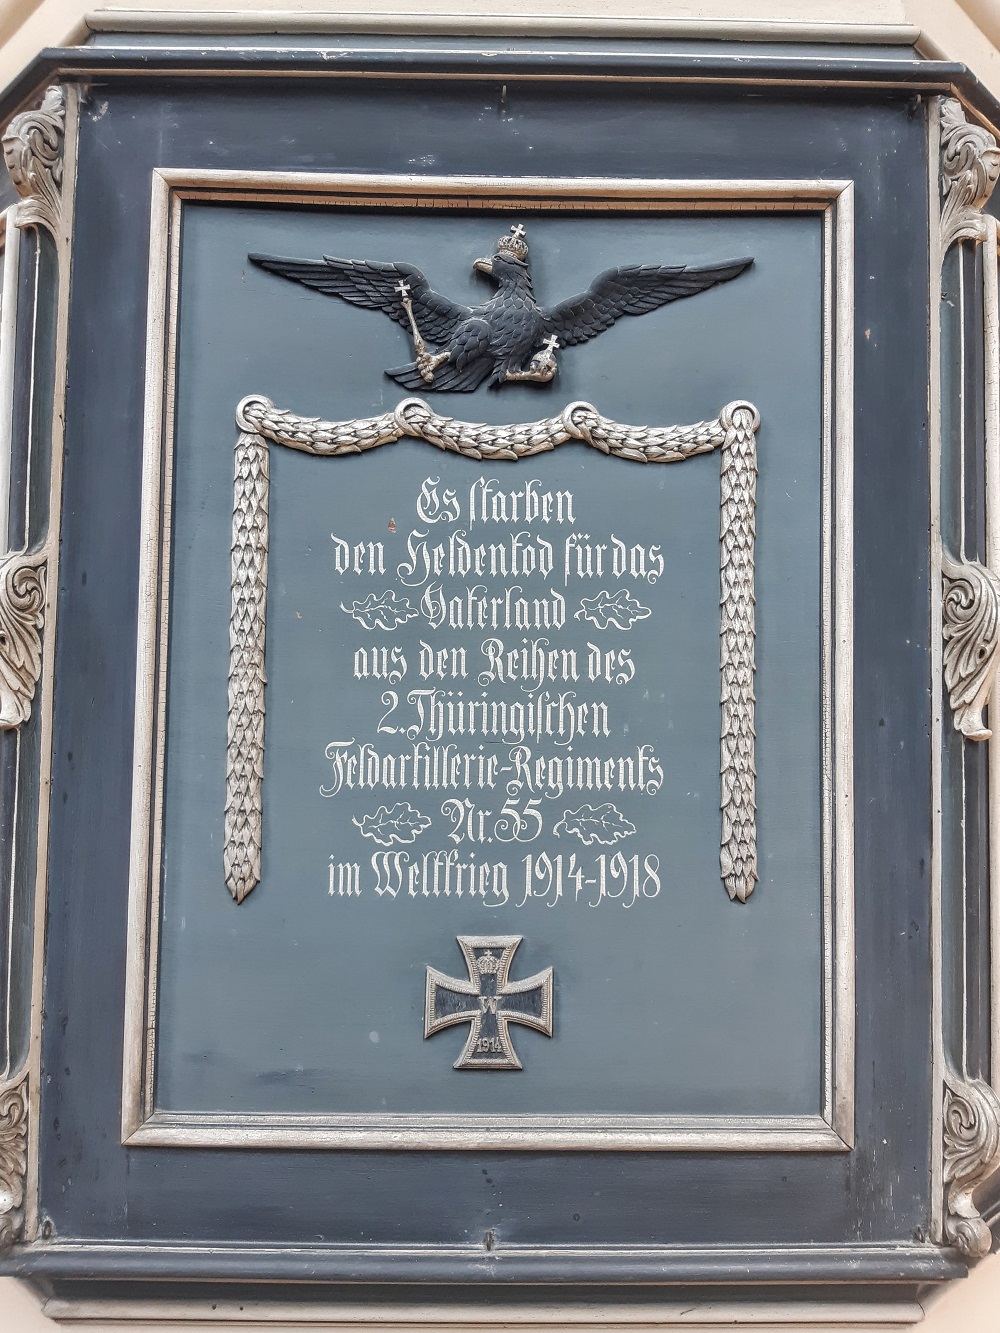 Es starben
den Heldentod für das
Vaterland
aus den Reihen des
2. Thüringischen
Feldartillerie-Regiments
Nr. 55
im Weltkrieg 1914-1918
W
1914